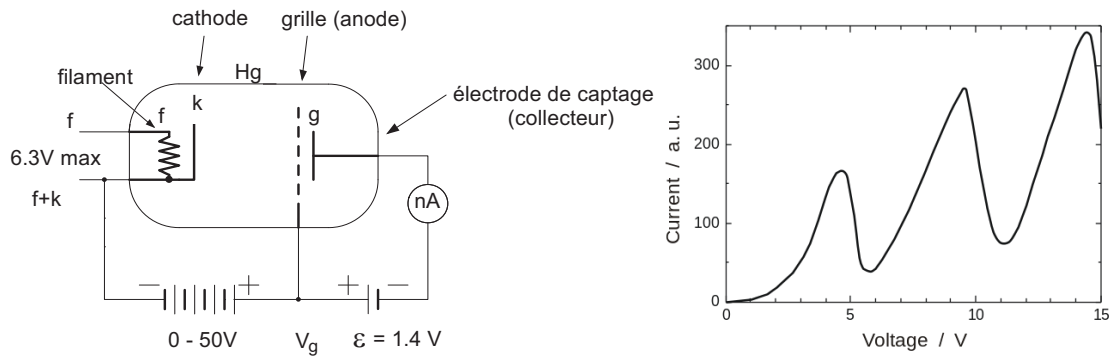 cathode
grille (anode)
Hg
filament
f
k
g
f
6.3V max
f+k
électrode de captage
(collecteur)
nA
− +
+ −
0 - 50V
Vg
ε = 1.4 V
Current / a. u.
300
200
100
0
0 5 10 15
Voltage / V